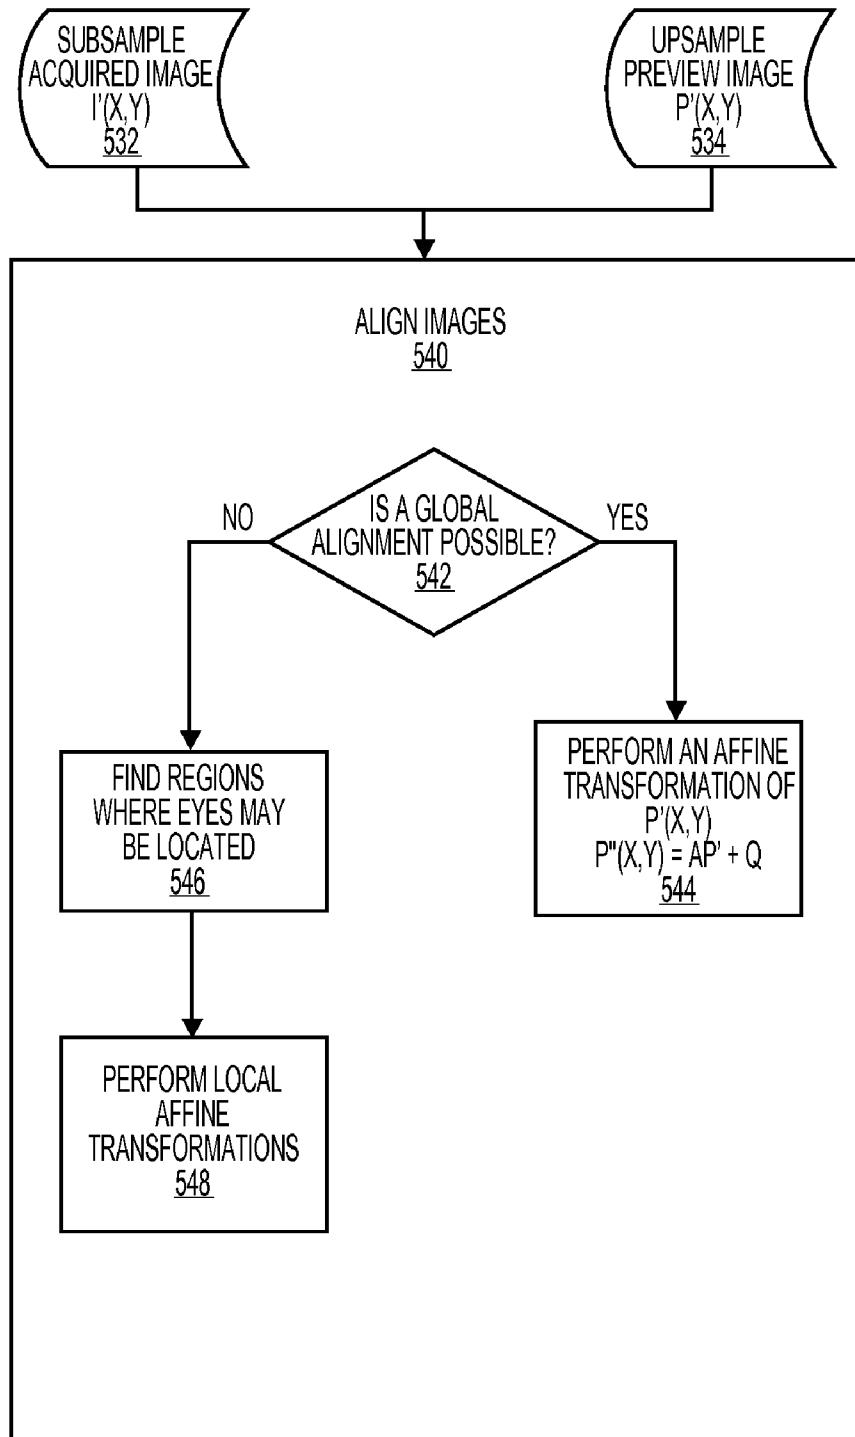 SUBSAMPLE
ACQUIRED IMAGE
I'(X,Y)
532
UPSAMPLE
PREVIEW IMAGE
P'(X,Y)
534
ALIGN IMAGES
540
IS A GLOBAL
ALIGNMENT POSSIBLE?
542
NO
YES
FIND REGIONS
WHERE EYES MAY
BE LOCATED
546
PERFORM AN AFFINE
TRANSFORMATION OF
P'(X,Y)
P"(X,Y) = AP' + Q
544
PERFORM LOCAL
AFFINE
TRANSFORMATIONS
548